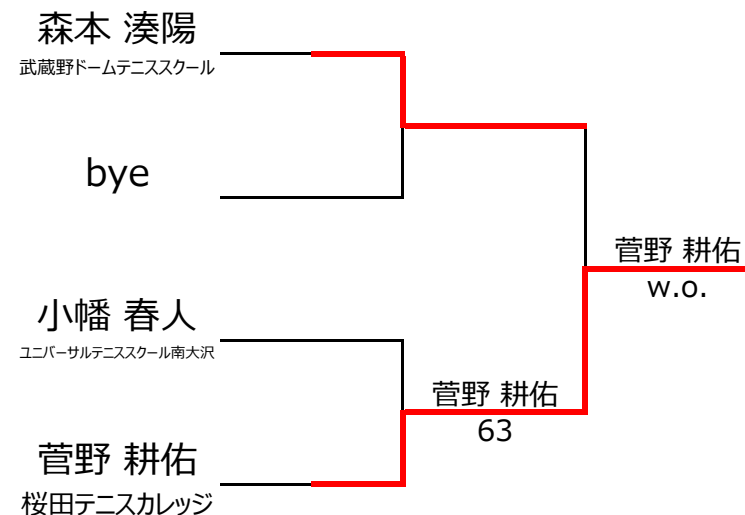 森本 湊陽
武蔵野ドームテニススクール
bye
小幡 春人
ユニバーサルテニススクール南大沢
菅野 耕佑
桜田テニスカレッジ
菅野 耕佑
63
菅野 耕佑
w.o.